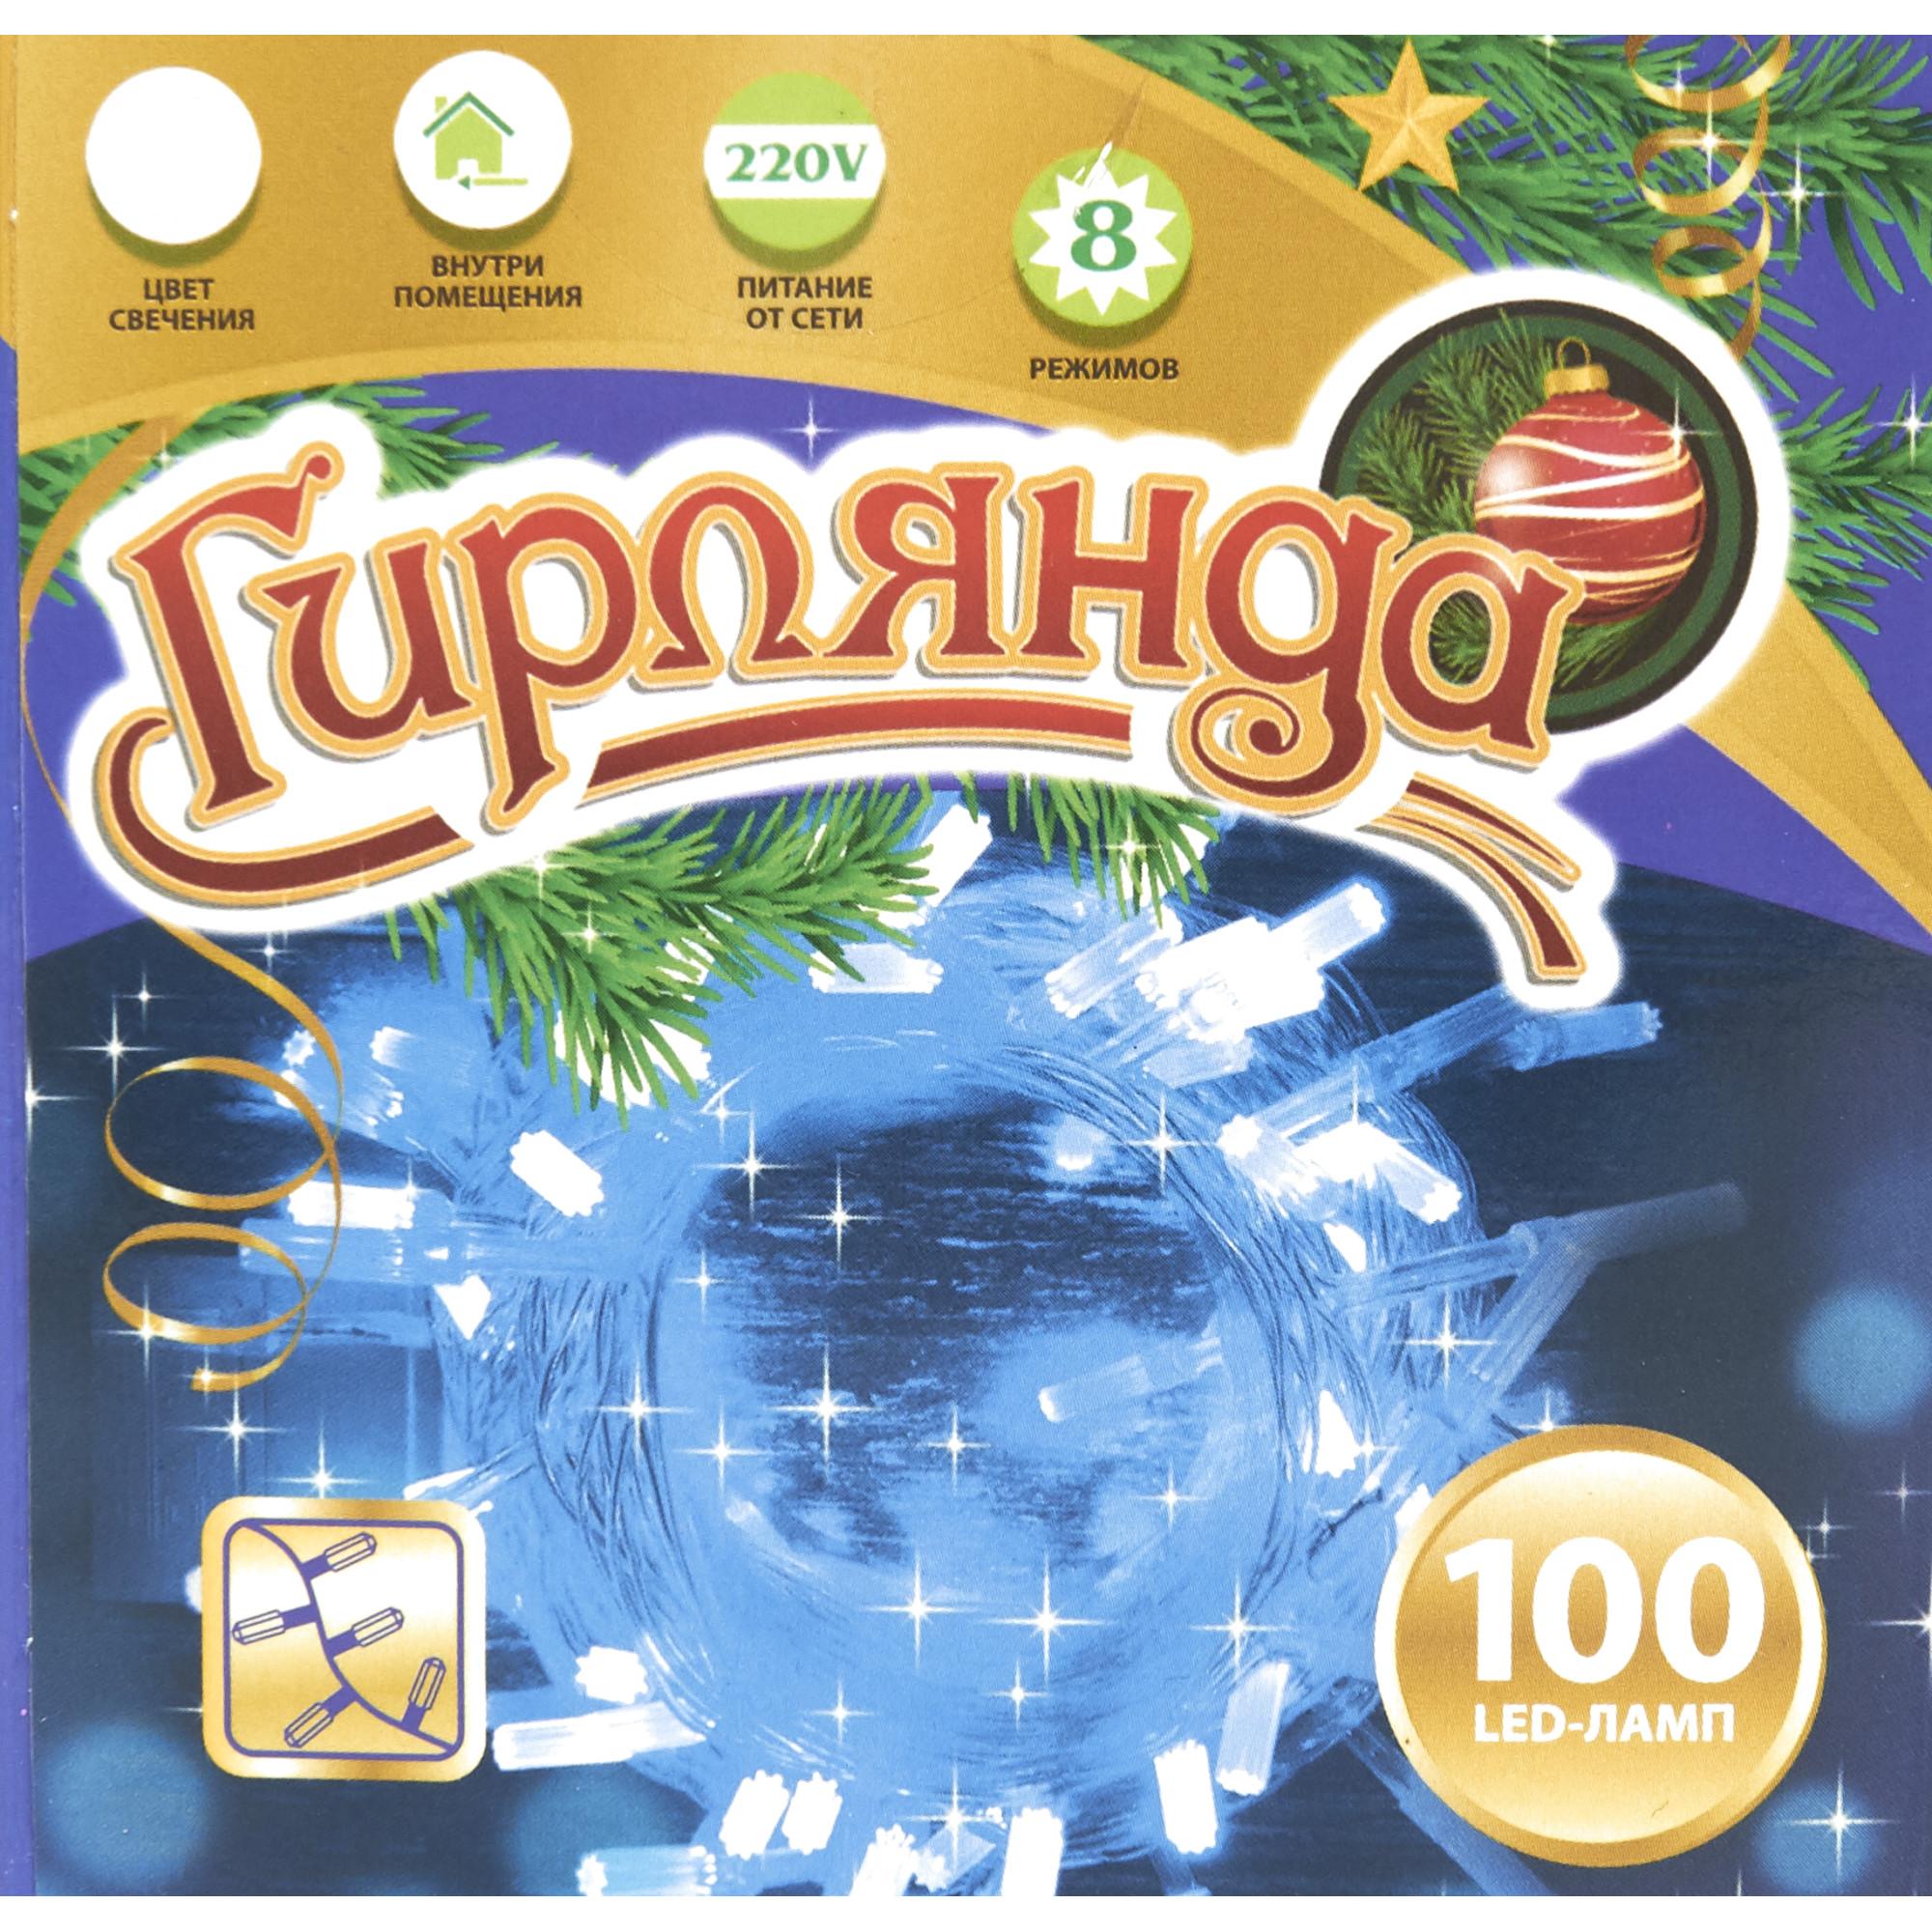 ЦВЕТ
СВЕЧЕНИЯ
ВНУТРИ
ПОМЕЩЕНИЯ
220V
ПИТАНИЕ
ОТ СЕТИ
8
РЕЖИМОВ
Гирлянда
100
LED-ЛАМП